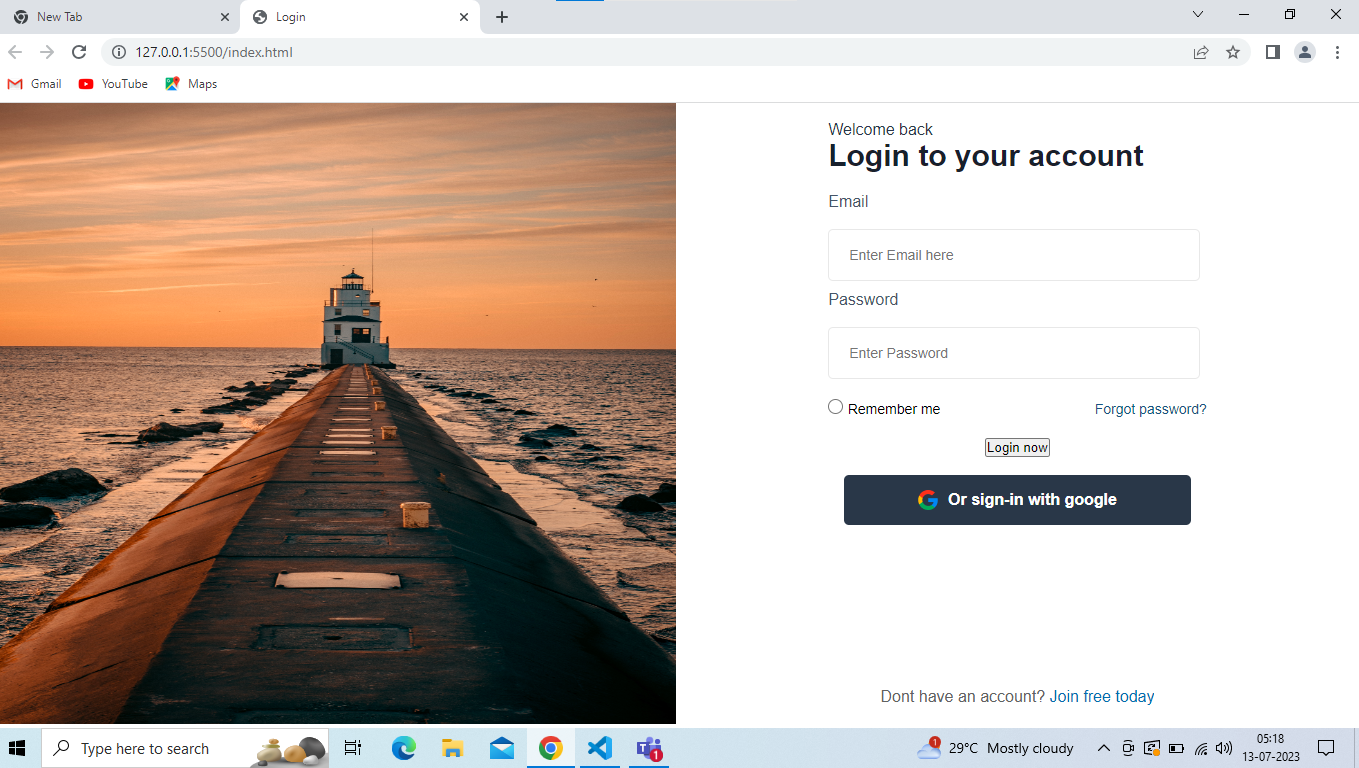 New Tab
Login
127.0.0.1:5500/index.html
Gmail
YouTube
Maps
Welcome back
Login to your account
Email
Enter Email here
Password
Enter Password
Remember me
Forgot password?
Login now
Or sign-in with google
Dont have an account? Join free today
Type here to search
1
1
29°C Mostly cloudy
05:18
13-07-2023